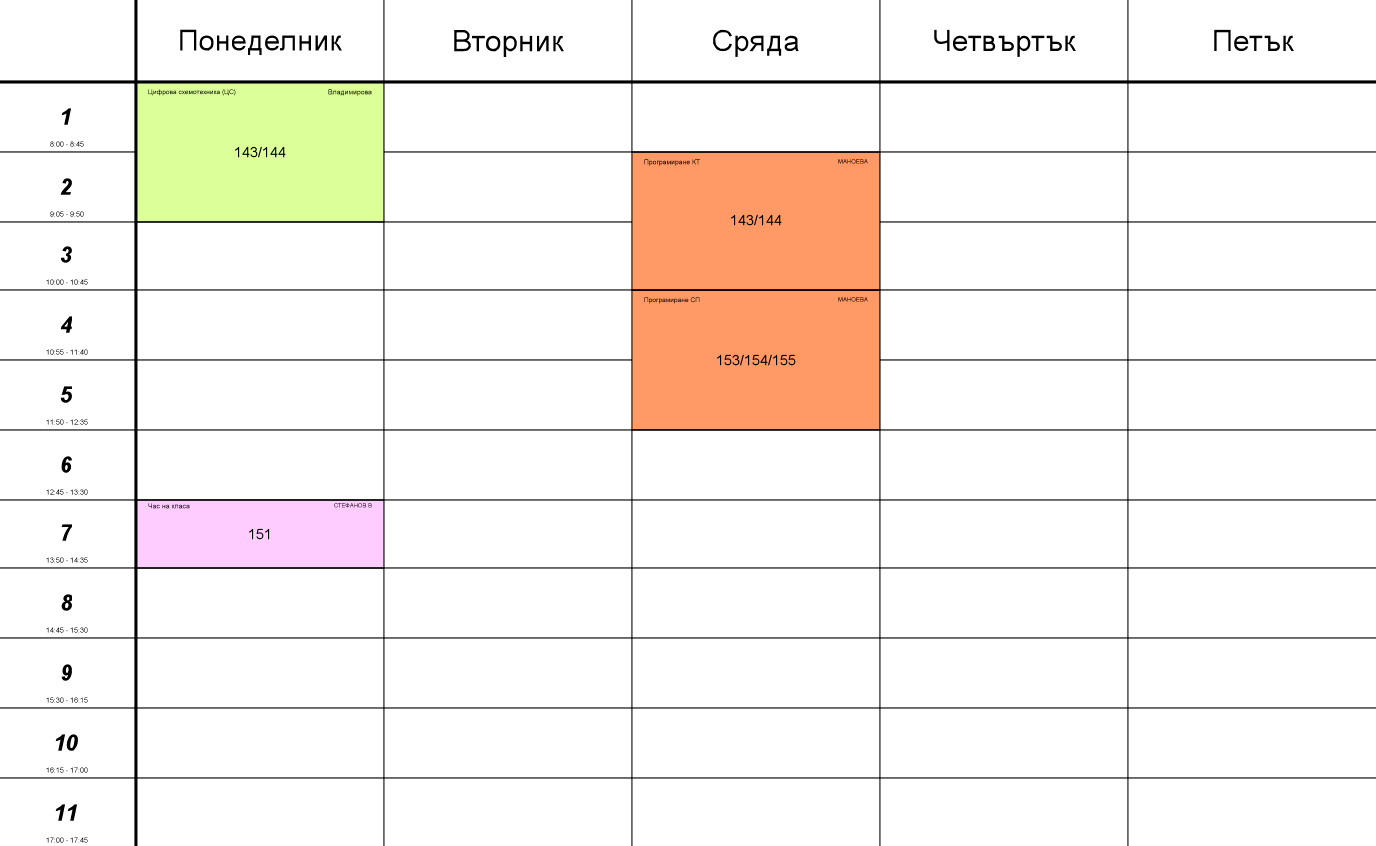 Понеделник Вторник Сряда Четвъртък Петък
1
8:00 - 8:45
Цифрова схемотехника (ЦС) Владимирова
143/144
2
9:05 - 9:50
Програмиране КТ МАНОЕВА
143/144
3
10:00 - 10:45
4
10:55 - 11:40
Програмиране СП МАНОЕВА
153/154/155
5
11:50 - 12:35
6
12:45 - 13:30
7
13:50 - 14:35
Час на класа СТЕФАНОВ В
151
8
14:45 - 15:30
9
15:30 - 16:15
10
16:15 - 17:00
11
17:00 - 17:45